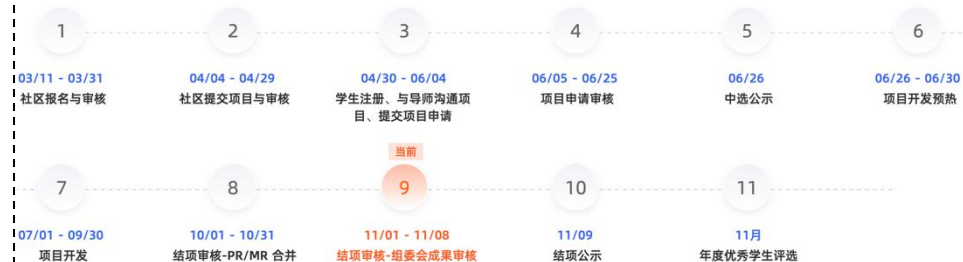 1 2 3 4 5 6
03/11 - 03/31 04/04 - 04/29 04/30 - 06/04 06/05 - 06/25 06/26 06/26 - 06/30
社区报名与审核 社区提交项目与审核 学生注册、与导师沟通项 项目申请审核 中选公示 项目开发预热
目、提交项目申请
当前
7 8 9 10 11
07/01 - 09/30 10/01 - 10/31 11/01 - 11/08 11/09 11月
项目开发 结项审核-PR/MR 合并 结项审核-组委会成果审核 结项公示 年度优秀学生评选